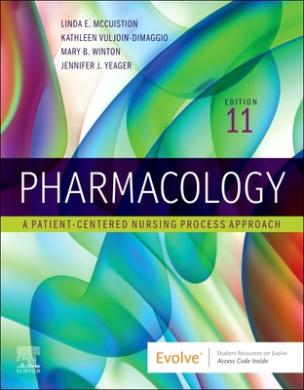 LINDA E. MCCUISTION
KATHLEEN VULJOIN-DIMAGGIO
MARY B. WINTON
JENNIFER J. YEAGER
EDITION
11
PHARMACOLOGY
A PATIENT-CENTERED NURSING PROCESS APPROACH
ELSEVIER
Evolve
Student Resources on Evolve
Access Code Inside